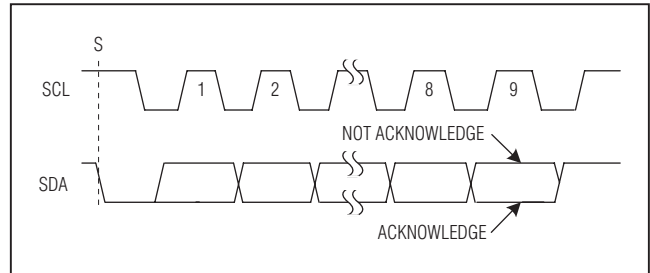 S
SCL 1 2 8 9
NOT ACKNOWLEDGE
SDA
ACKNOWLEDGE